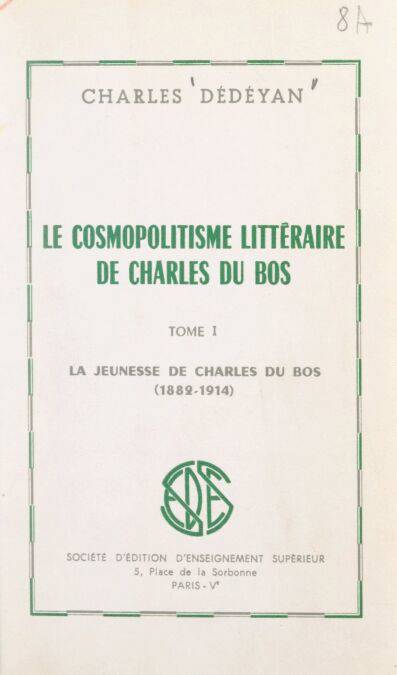 8A
CHARLES DÉDÉYAN
LE COSMOPOLITISME LITTÉRAIRE
DE CHARLES DU BOS
TOME I
LA JEUNESSE DE CHARLES DU BOS
(1882-1914)
SEDES
SOCIÉTÉ D'ÉDITION D'ENSEIGNEMENT SUPÉRIEUR
5, Place de la Sorbonne
PARIS - Vᵉ